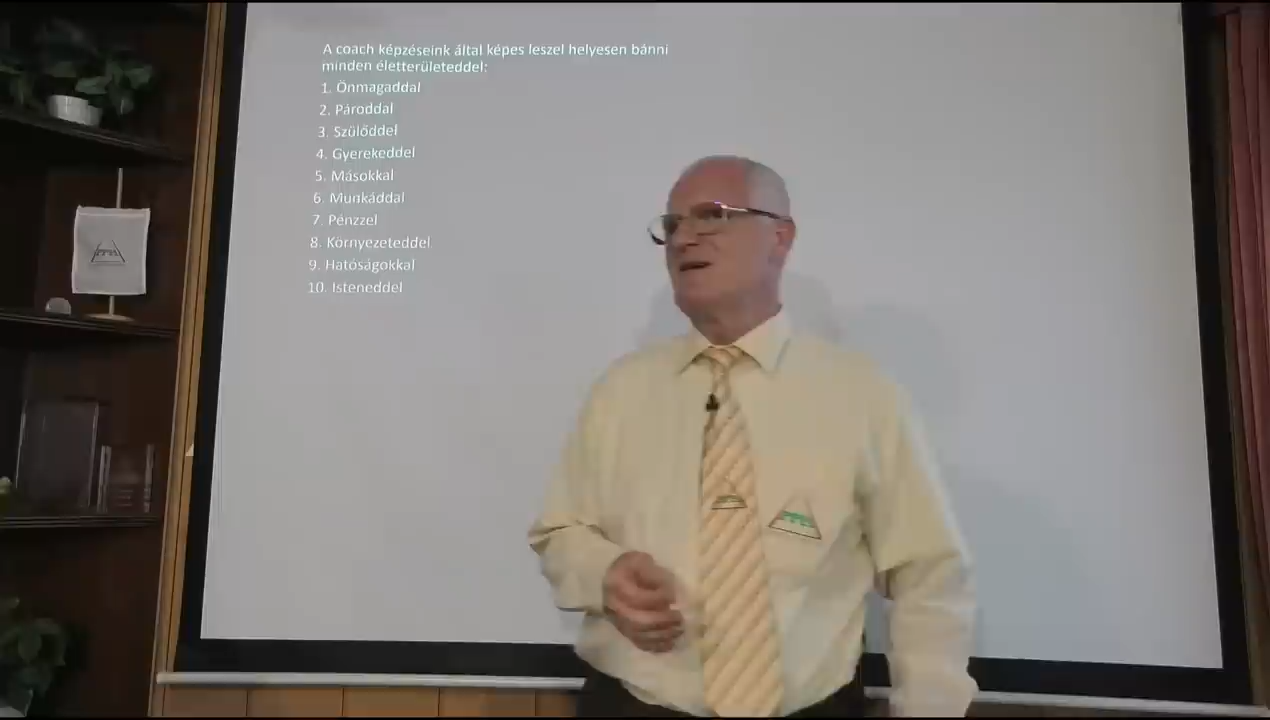 A coach képzéseink által képes leszel helyesen bánni
minden életterületeddel:
1. Önmagaddal
2. Pároddal
3. Szülőddel
4. Gyerekeddel
5. Másokkal
6. Munkáddal
7. Pénzzel
8. Környezeteddel
9. Hatóságokkal
10. Isteneddel